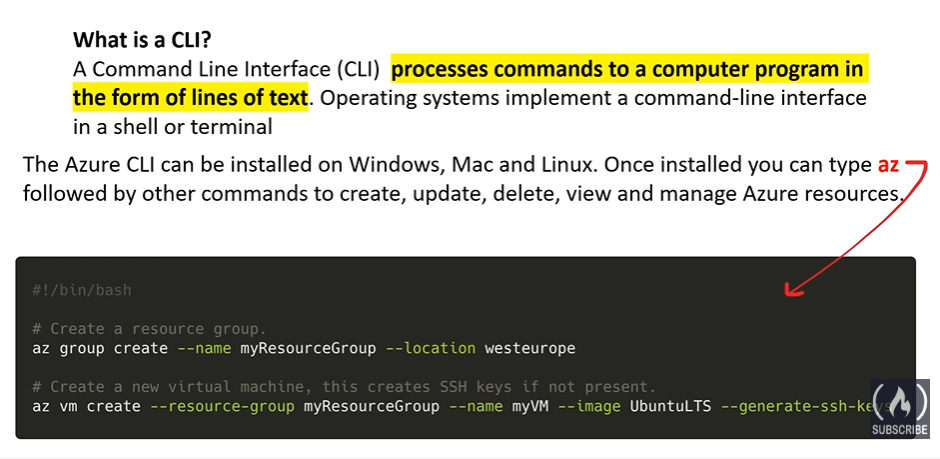 What is a CLI?
A Command Line Interface (CLI) processes commands to a computer program in
the form of lines of text. Operating systems implement a command-line interface
in a shell or terminal
The Azure CLI can be installed on Windows, Mac and Linux. Once installed you can type az
followed by other commands to create, update, delete, view and manage Azure resources.
#!/bin/bash
# Create a resource group.
az group create --name myResourceGroup --location westeurope
# Create a new virtual machine, this creates SSH keys if not present.
az vm create --resource-group myResourceGroup --name myVM --image UbuntuLTS --generate-ssh-keys
SUBSCRIBE